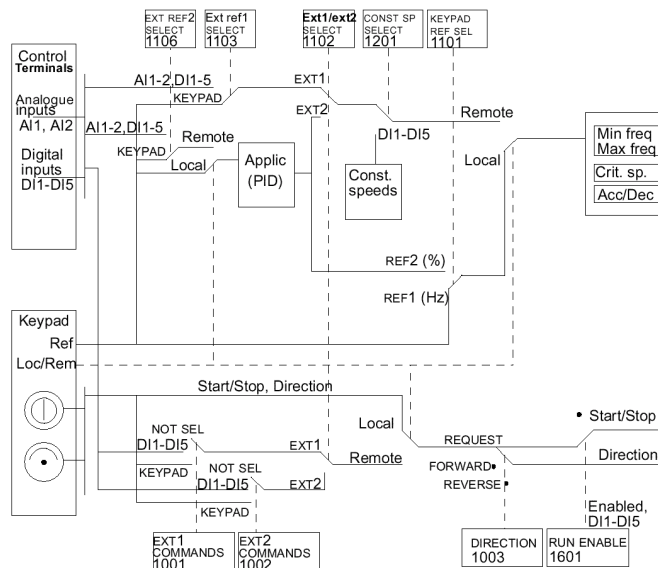 EXT REF2
SELECT
1106
Ext ref1
SELECT
1103
Ext1/ext2
SELECT
1102
CONST SP
SELECT
1201
KEYPAD
REF SEL
1101
Control
Terminals
Analogue
inputs
AI1, AI2
Digital
inputs
DI1-DI5
AI1-2,DI1-5
KEYPAD
EXT1
EXT2
Remote
AI1-2,DI1-5
KEYPAD
Remote
Local
Applic
(PID)
DI1-DI5
Const.
speeds
Local
Min freq
Max freq
Crit. sp.
Acc/Dec
REF2 (%)
REF1 (Hz)
Keypad
Ref
Loc/Rem
Start/Stop, Direction
Local
NOT SEL
DI1-DI5
KEYPAD
EXT1
Remote
NOT SEL
DI1-DI5
KEYPAD
EXT2
REQUEST
FORWARD
REVERSE
Start/Stop
Direction
Enabled,
DI1-DI5
EXT1
COMMANDS
1001
EXT2
COMMANDS
1002
DIRECTION
1003
RUN ENABLE
1601